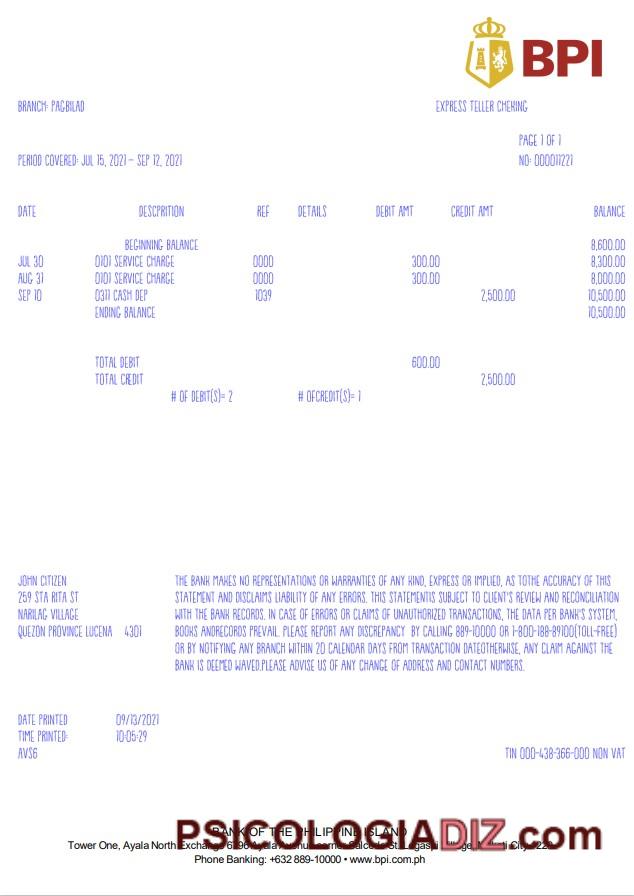 BPI
BRANCH: PAGBILAO EXPRESS TELLER CHEKING
PAGE 1 OF 1
PERIOD COVERED: JUL 15, 2021 – SEP 12, 2021 NO: 000011221
DATE DESCPRITION REF DETAILS DEBIT AMT CREDIT AMT BALANCE
BEGINNING BALANCE 8,600.00
JUL 30 0101 SERVICE CHARGE 0000 300.00 8,300.00
AUG 31 0101 SERVICE CHARGE 0000 300.00 8,000.00
SEP 10 0311 CASH DEP 1039 2,500.00 10,500.00
ENDING BALANCE 10,500.00
TOTAL DEBIT 600.00
TOTAL CREDIT 2,500.00
# OF DEBIT(S)= 2 # OFCREDIT(S)= 1
JOHN CITIZEN
259 STA RITA ST
NARILAG VILLAGE
QUEZON PROVINCE LUCENA 4301
THE BANK MAKES NO REPRESENTATIONS OR WARRANTIES OF ANY KIND, EXPRESS OR IMPLIED, AS TOTHE ACCURACY OF THIS
STATEMENT AND DISCLAIMS LIABILITY OF ANY ERRORS. THIS STATEMENTIS SUBJECT TO CLIENT'S REVIEW AND RECONCILIATION
WITH THE BANK RECORDS. IN CASE OF ERRORS OR CLAIMS OF UNAUTHORIZED TRANSACTIONS, THE DATA PER BANK'S SYSTEM,
BOOKS ANDRECORDS PREVAIL. PLEASE REPORT ANY DISCREPANCY BY CALLING 889-10000 OR 1-800-188-89100(TOLL-FREE)
OR BY NOTIFYING ANY BRANCH WITHIN 20 CALENDAR DAYS FROM TRANSACTION DATEOTHERWISE, ANY CLAIM AGAINST THE
BANK IS DEEMED WAVED.PLEASE ADVISE US OF ANY CHANGE OF ADDRESS AND CONTACT NUMBERS.
DATE PRINTED 09/13/2021
TIME PRINTED: 10:05:29
AVS6 TIN 000-438-366-000 NON VAT
BANK OF THE PHILIPPINE ISLAND
PSICOLOGIADIZ.com
Tower One, Ayala North Exchange 6796 Ayala Avenue corner Salcedo St. Legaspi Village, Makati City 1229
Phone Banking: +632 889-10000 • www.bpi.com.ph